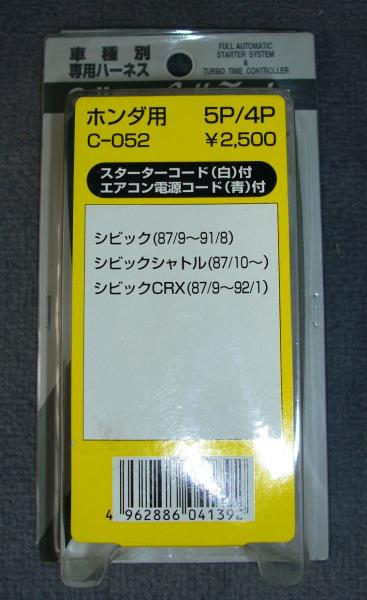 車種別
専用ハーネス
FULL AUTOMATIC
STARTER SYSTEM
&
TURBO TIME CONTROLLER
ホンダ用 5P/4P
C-052 ¥2,500
スターターコード(白)付
エアコン電源コード(青)付
シビック(87/9〜91/8)
シビックシャトル(87/10〜)
シビックCRX(87/9〜92/1)
4 962886 041392